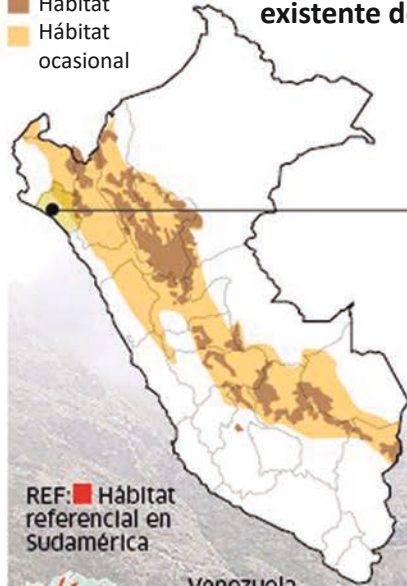 Hábitat
existente d
Hábitat
ocasional
REF: Hábitat
referencial en
Sudamérica
Venezuela